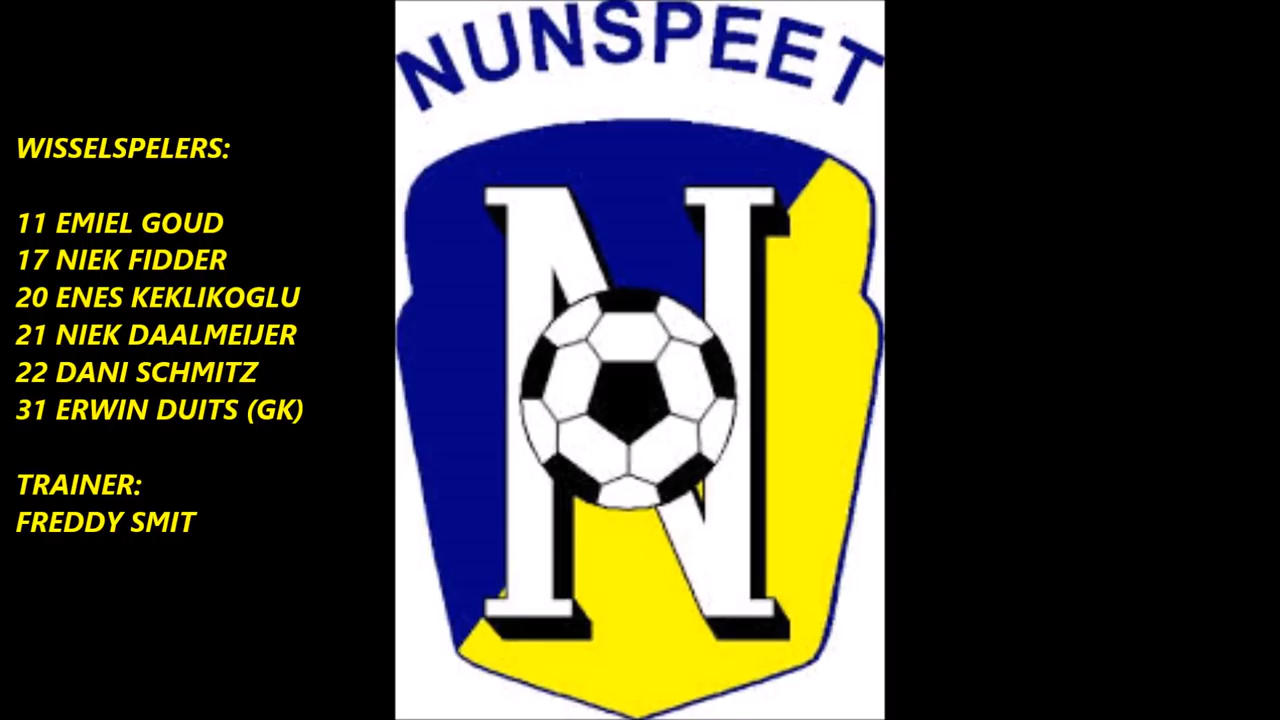 NUNSPEET
WISSELSPELERS:
11 EMIEL GOUD
17 NIEK FIDDER
20 ENES KEKLIKOGLU
21 NIEK DAALMEIJER
22 DANI SCHMITZ
31 ERWIN DUITS (GK)
TRAINER:
FREDDY SMIT
N